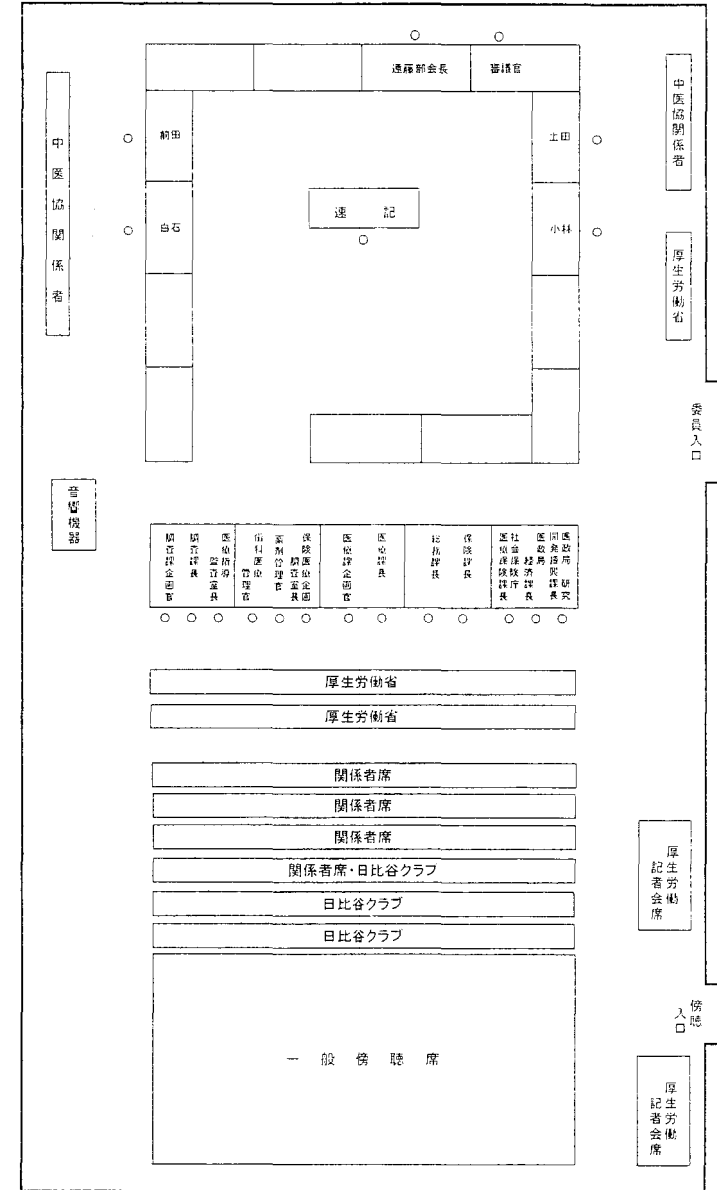 遠藤部会長
審議官
中医協関係者
前田
土田
中医協関係者
速記
白石
小林
厚生労働省
委員入口
音響機器
調査課企画官
調査課長
医療指導監査室長
歯科医療管理官
薬剤管理官
保険医療企画調査室長
医療課企画官
医療課長
総務課長
保険課長
社会保険庁医療保険課長
医政局経済課長
医政局研究開発振興課長
厚生労働省
厚生労働省
関係者席
関係者席
関係者席
関係者席・日比谷クラブ
日比谷クラブ
日比谷クラブ
厚生労働記者会席
傍聴入口
一般傍聴席
厚生労働記者会席